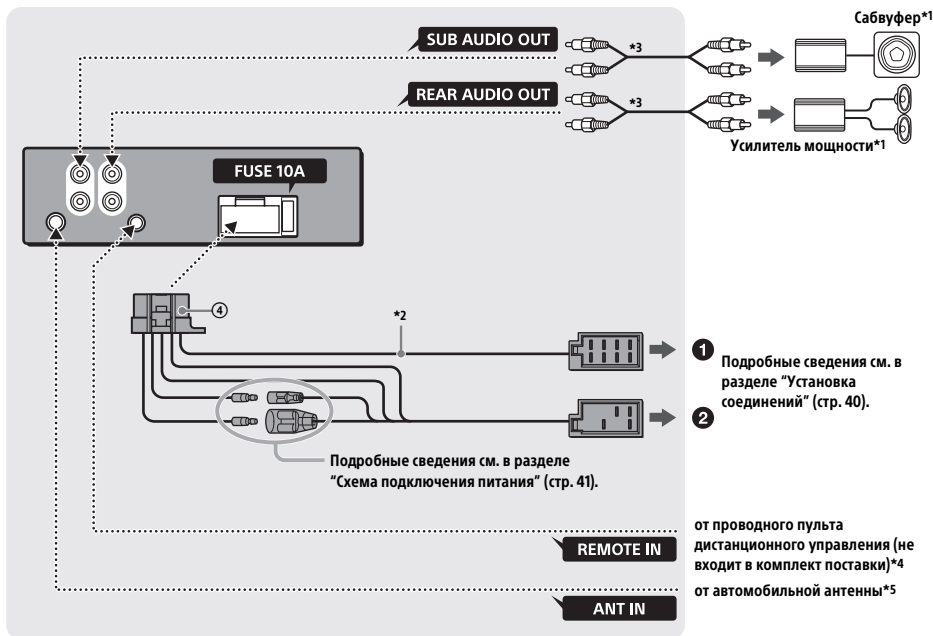 Сабвуфер*1
SUB AUDIO OUT
*3
REAR AUDIO OUT
*3
Усилитель мощности*1
FUSE 10A
④
*2
❶
Подробные сведения см. в
разделе “Установка
соединений” (стр. 40).
❷
Подробные сведения см. в разделе
“Схема подключения питания” (стр. 41).
от проводного пульта
дистанционного управления (не
входит в комплект поставки)*4
REMOTE IN
от автомобильной антенны*5
ANT IN